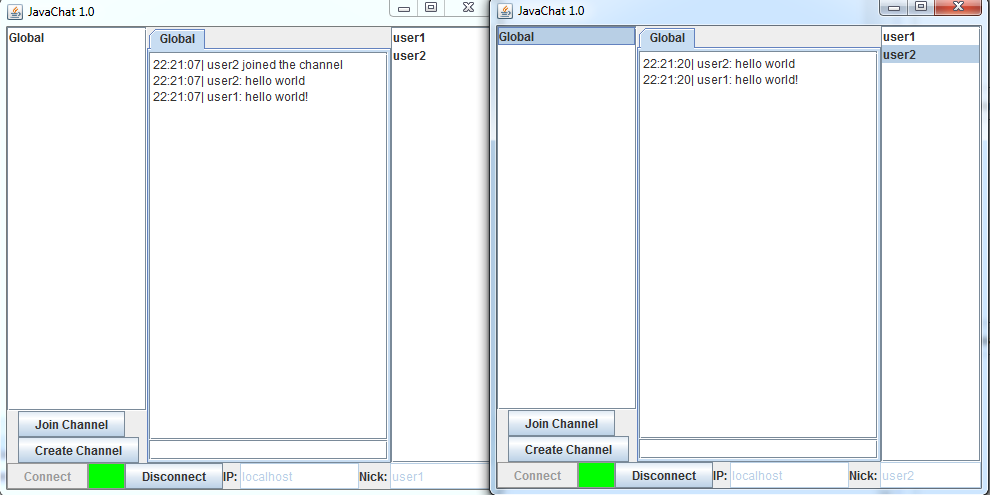 JavaChat 1.0
Global
Global
22:21:07| user2 joined the channel
22:21:07| user2: hello world
22:21:07| user1: hello world!
user1
user2
Join Channel
Create Channel
Connect
Disconnect
IP: localhost
Nick: user1
JavaChat 1.0
Global
Global
22:21:20| user2: hello world
22:21:20| user1: hello world!
user1
user2
Join Channel
Create Channel
Connect
Disconnect
IP: localhost
Nick: user2